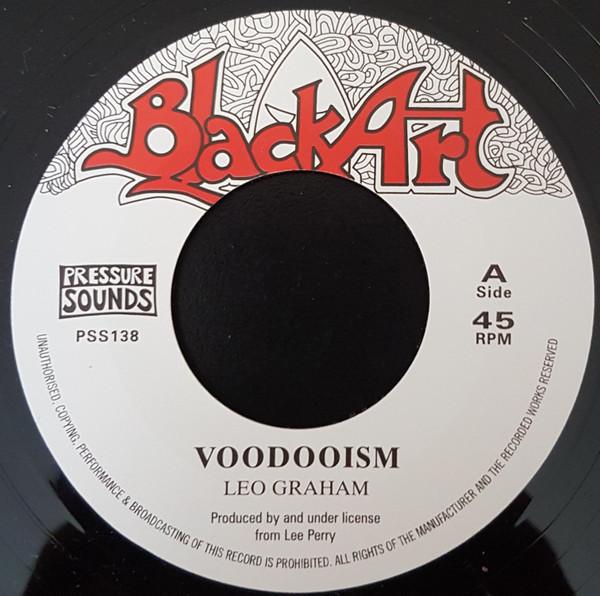 BlackArt
PRESSURE
SOUNDS
PSS138
A
Side
45
RPM
VOODOOISM
LEO GRAHAM
Produced by and under license
from Lee Perry
UNAUTHORISED, COPYING, PERFORMANCE & BROADCASTING OF THIS RECORD IS PROHIBITED. ALL RIGHTS OF THE MANUFACTURER AND THE RECORDED WORKS RESERVED